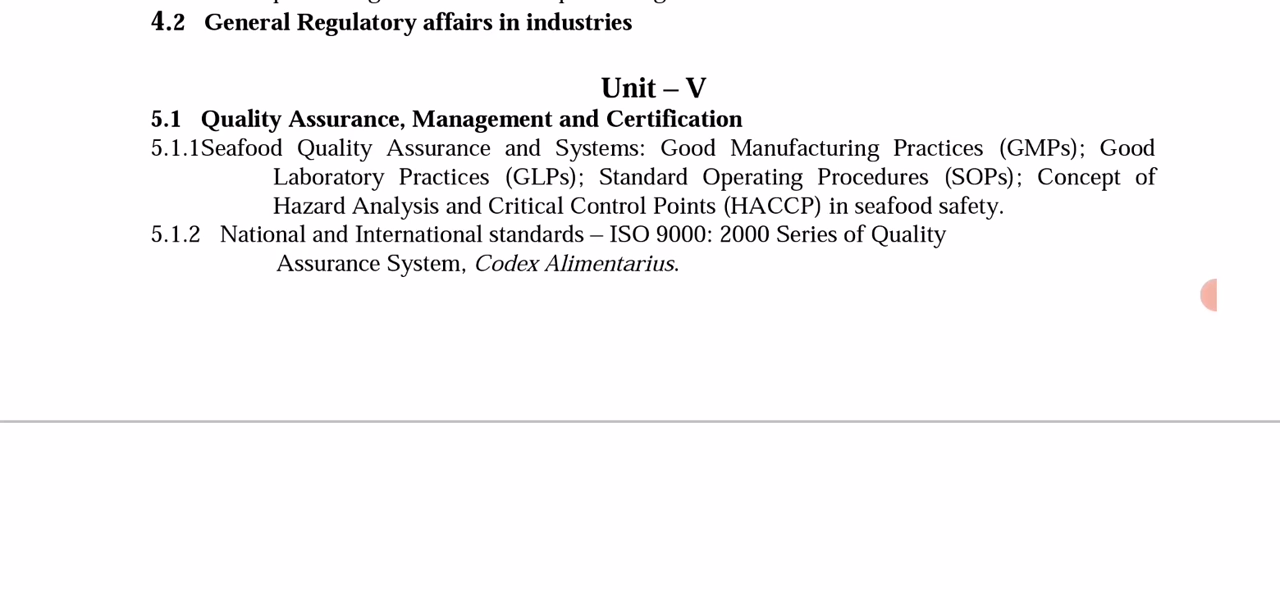 4.2 General Regulatory affairs in industries
Unit – V
5.1 Quality Assurance, Management and Certification
5.1.1Seafood Quality Assurance and Systems: Good Manufacturing Practices (GMPs); Good
Laboratory Practices (GLPs); Standard Operating Procedures (SOPs); Concept of
Hazard Analysis and Critical Control Points (HACCP) in seafood safety.
5.1.2 National and International standards – ISO 9000: 2000 Series of Quality
Assurance System, Codex Alimentarius.